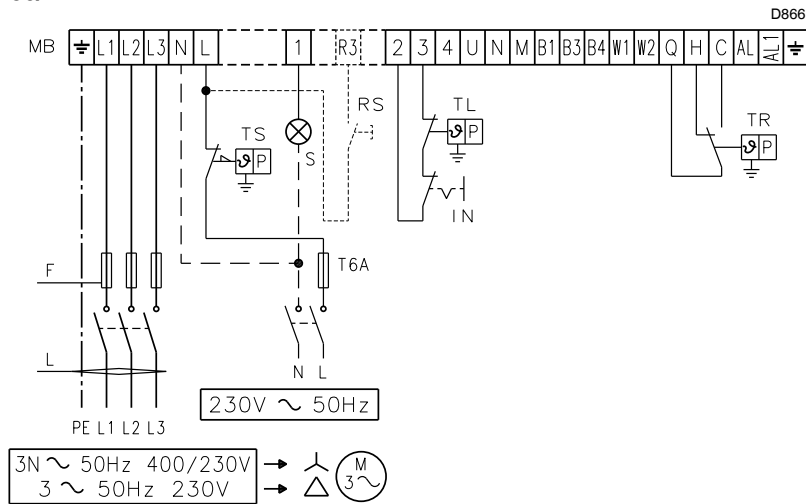 D866
MB ⏚ L1 L2 L3 N L 1 R3 2 3 4 U N M B1 B3 B4 W1 W2 Q H C AL AL1 ⏚
RS
TS
TL
TR
ϑ P
ϑ P
ϑ P
S
IN
F
T6A
L
N L
230V ~ 50Hz
PE L1 L2 L3
3N ~ 50Hz 400/230V
3 ~ 50Hz 230V
M
3~